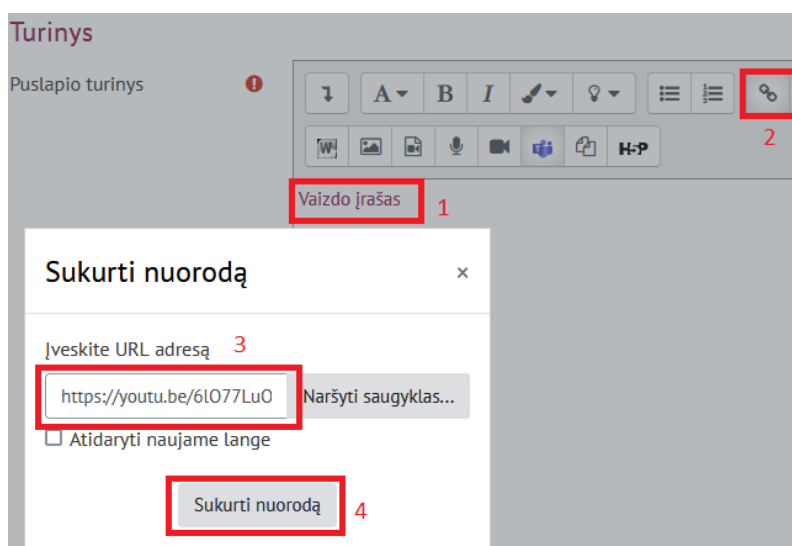 Turinys
Puslapio turinys
A B I
2
W H-P
Vaizdo įrašas 1
Sukurti nuorodą ×
Įveskite URL adresą 3
https://youtu.be/6lO77LuO Naršyti saugyklas...
Atidaryti naujame lange
Sukurti nuorodą 4